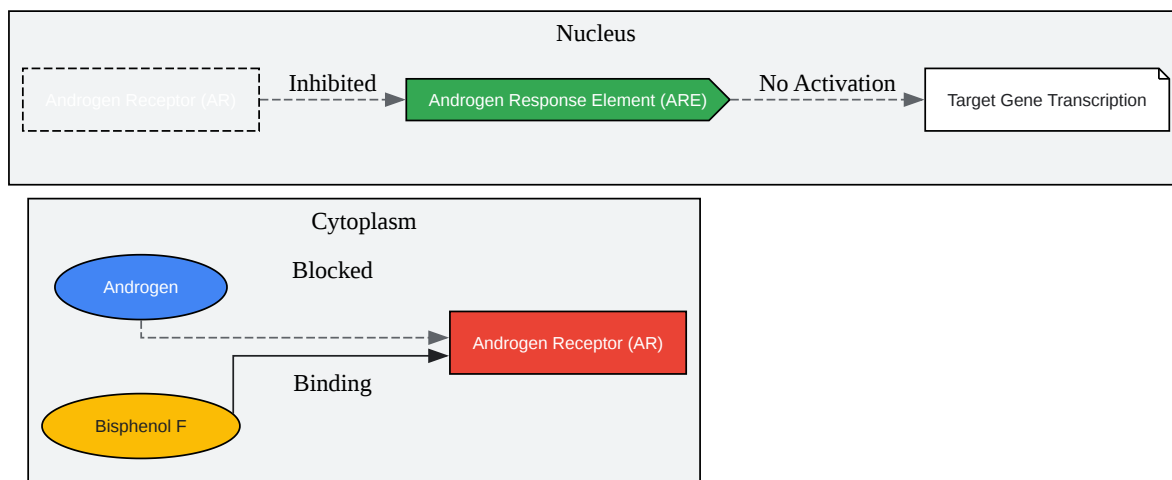 Nucleus
Androgen Receptor (AR)
Inhibited
Androgen Response Element (ARE)
No Activation
Target Gene Transcription
Cytoplasm
Androgen
Blocked
Androgen Receptor (AR)
Binding
Bisphenol F